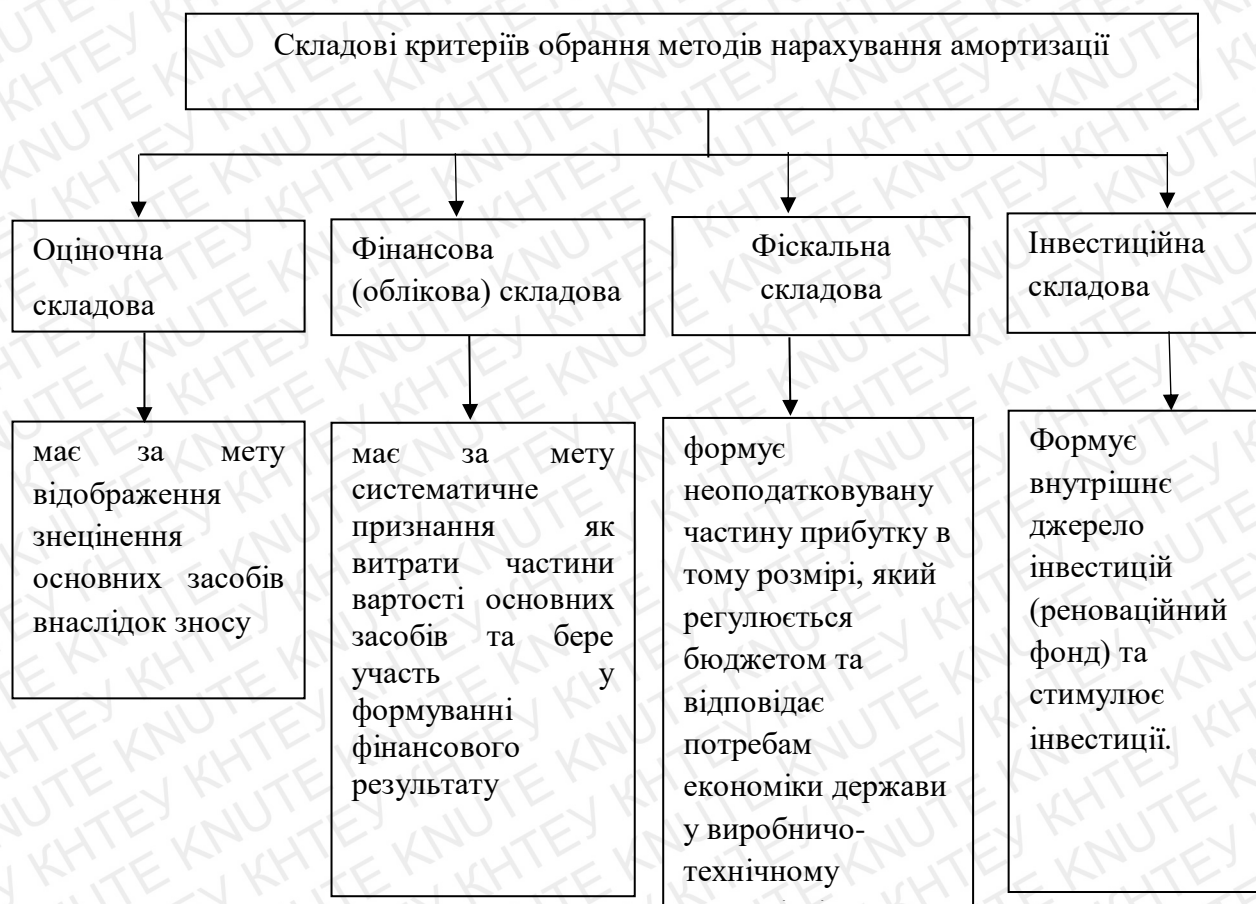 Складові критеріїв обрання методів нарахування амортизації
Оціночна
складова
Фінансова
(облікова) складова
Фіскальна
складова
Інвестиційна
складова
має за мету
відображення
знецінення
основних засобів
внаслідок зносу
має за мету
систематичне
признання як
витрати частини
вартості основних
засобів та бере
участь у
формуванні
фінансового
результату
формує
неоподатковувану
частину прибутку в
тому розмірі, який
регулюється
бюджетом та
відповідає
потребам
економіки держави
у виробничо-
технічному
Формує
внутрішнє
джерело
інвестицій
(реноваційний
фонд) та
стимулює
інвестиції.